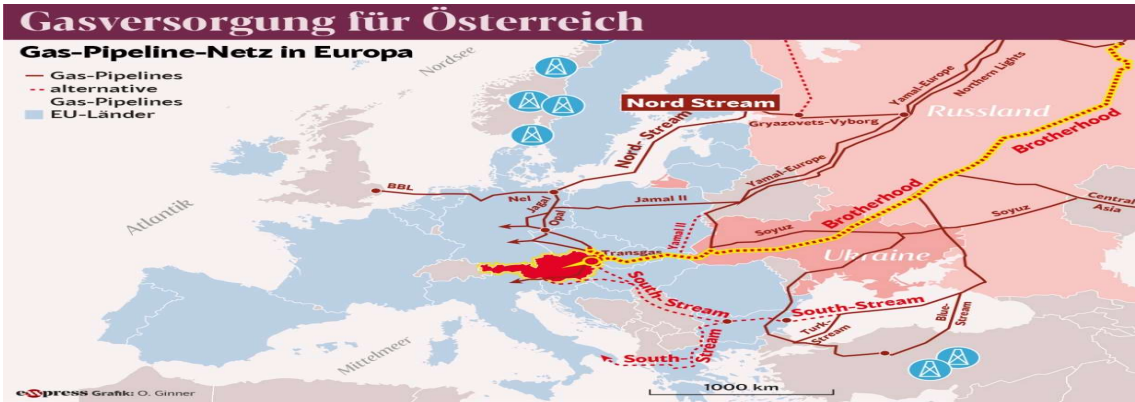 Gasversorgung für Österreich
Gas-Pipeline-Netz in Europa
Gas-Pipelines
alternative
Gas-Pipelines
EU-Länder
Nordsee
Atlantik
Mittelmeer
Nord Stream
Nord-Stream
Gryazovets-Vyborg
Yamal-Europe
Northern Lights
Russland
Brotherhood
Yamal-Europe
BBL
Nel
Jagal
Opal
Jamal II
Brotherhood
Central
Asia
Soyuz
Soyuz
Yamal II
Transgas
Ukraine
South-Stream
South-Stream
Turk-
Stream
Blue-
Stream
South-
Stream
1000 km
exxpress Grafik: O. Ginner